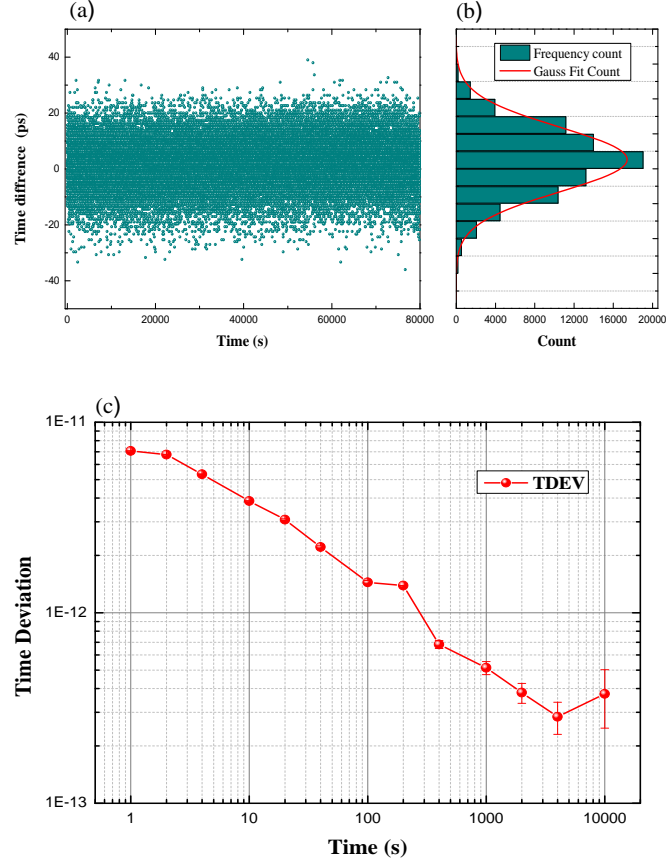 (a)
(b)
40
20
0
-20
-40
Time diffrence (ps)
0
20000
40000
60000
80000
Time (s)
Frequency count
Gauss Fit Count
0
4000
8000
12000
16000
20000
Count
(c)
1E-11
1E-12
1E-13
Time Deviation
TDEV
1
10
100
1000
10000
Time (s)